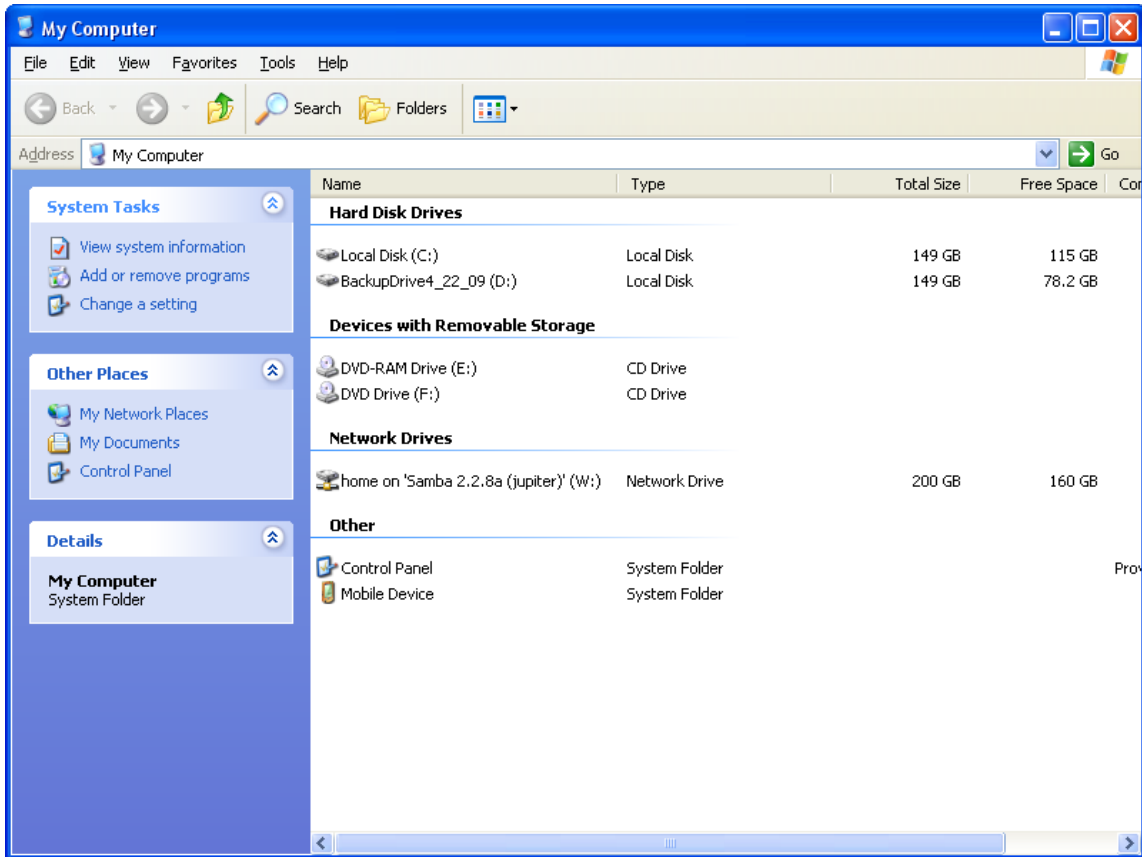 My Computer
File Edit View Favorites Tools Help
Back Search Folders
Address My Computer Go
System Tasks
View system information
Add or remove programs
Change a setting
Other Places
My Network Places
My Documents
Control Panel
Details
My Computer
System Folder
Name Type Total Size Free Space Cor
Hard Disk Drives
Local Disk (C:) Local Disk 149 GB 115 GB
BackupDrive4_22_09 (D:) Local Disk 149 GB 78.2 GB
Devices with Removable Storage
DVD-RAM Drive (E:) CD Drive
DVD Drive (F:) CD Drive
Network Drives
home on 'Samba 2.2.8a (jupiter)' (W:) Network Drive 200 GB 160 GB
Other
Control Panel System Folder Prov
Mobile Device System Folder